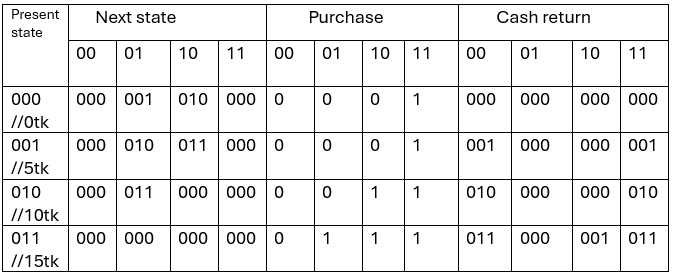 Present state Next state Purchase Cash return
00 01 10 11 00 01 10 11 00 01 10 11
000 //0tk 000 001 010 000 0 0 0 1 000 000 000 000
001 //5tk 000 010 011 000 0 0 0 1 001 000 000 001
010 //10tk 000 011 000 000 0 0 1 1 010 000 000 010
011 //15tk 000 000 000 000 0 1 1 1 011 000 001 011